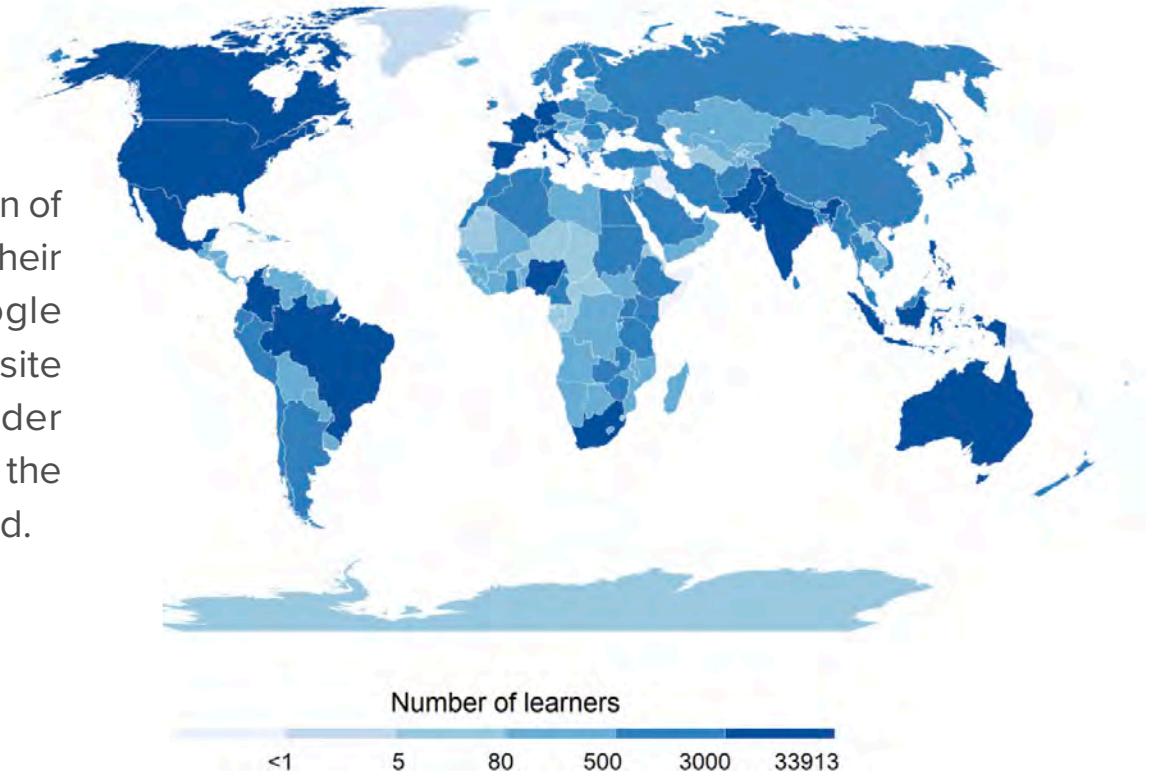 n of
heir
ogle
site
der
the
d.
Number of learners
<1 5 80 500 3000 33913